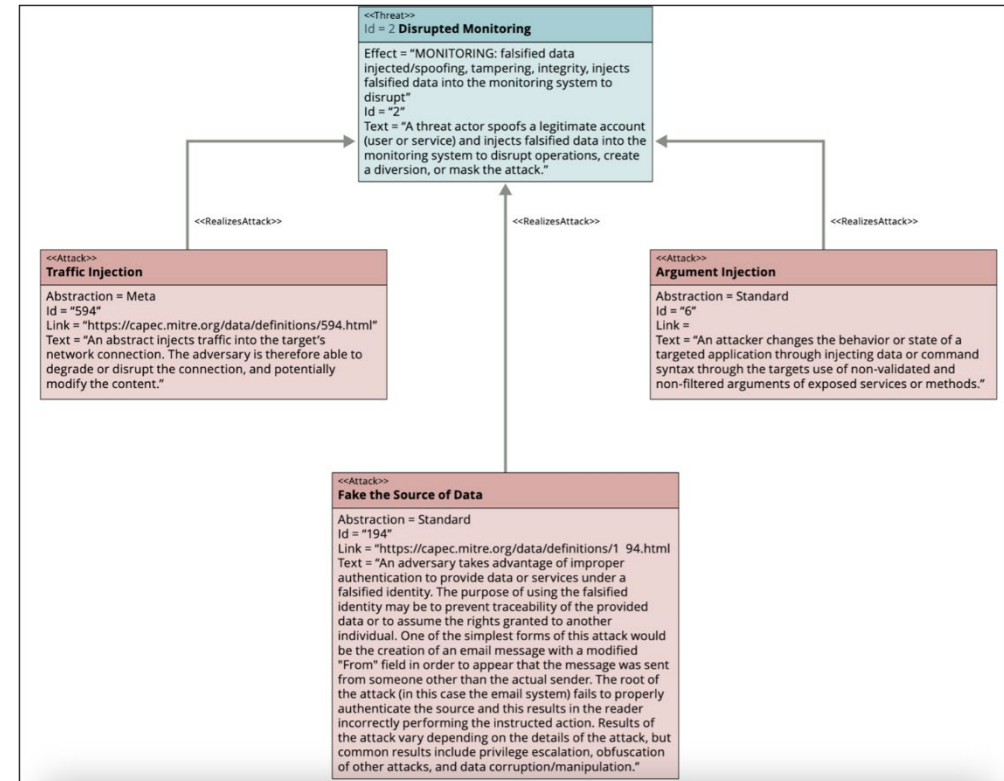 <<Threat>>
Id = 2 Disrupted Monitoring
Effect = “MONITORING: falsified data
injected/spoofing, tampering, integrity, injects
falsified data into the monitoring system to
disrupt”
Id = “2”
Text = “A threat actor spoofs a legitimate account
(user or service) and injects falsified data into the
monitoring system to disrupt operations, create
a diversion, or mask the attack.”
<<RealizesAttack>>
<<RealizesAttack>>
<<RealizesAttack>>
<<Attack>>
Traffic Injection
Abstraction = Meta
Id = “594”
Link = “https://capec.mitre.org/data/definitions/594.html”
Text = “An abstract injects traffic into the target’s
network connection. The adversary is therefore able to
degrade or disrupt the connection, and potentially
modify the content.”
<<Attack>>
Argument Injection
Abstraction = Standard
Id = “6”
Link =
Text = “An attacker changes the behavior or state of a
targeted application through injecting data or command
syntax through the targets use of non-validated and
non-filtered arguments of exposed services or methods.”
<<Attack>>
Fake the Source of Data
Abstraction = Standard
Id = “194”
Link = “https://capec.mitre.org/data/definitions/1 94.html
Text = “An adversary takes advantage of improper
authentication to provide data or services under a
falsified identity. The purpose of using the falsified
identity may be to prevent traceability of the provided
data or to assume the rights granted to another
individual. One of the simplest forms of this attack would
be the creation of an email message with a modified
"From" field in order to appear that the message was sent
from someone other than the actual sender. The root of
the attack (in this case the email system) fails to properly
authenticate the source and this results in the reader
incorrectly performing the instructed action. Results of
the attack vary depending on the details of the attack, but
common results include privilege escalation, obfuscation
of other attacks, and data corruption/manipulation.”